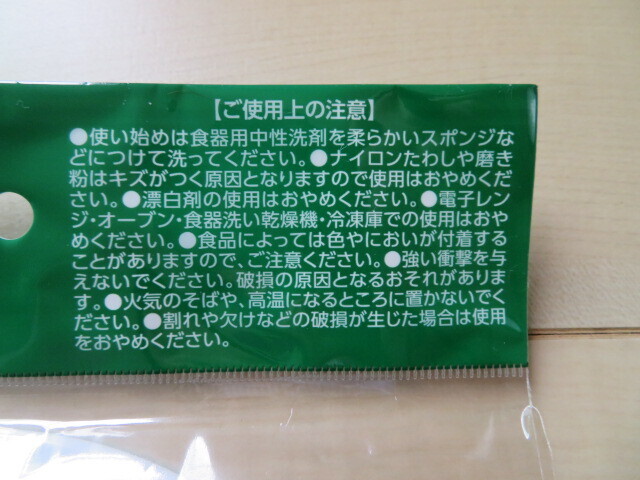 【ご使用上の注意】
●使い始めは食器用中性洗剤を柔らかいスポンジな
どにつけて洗ってください。●ナイロンたわしや磨き
粉はキズがつく原因となりますので使用はおやめくだ
さい。●漂白剤の使用はおやめください。●電子レン
ジ・オーブン・食器洗い乾燥機・冷凍庫での使用はおや
めください。●食品によっては色やにおいが付着する
ことがありますので、ご注意ください。●強い衝撃を与
えないでください。破損の原因となるおそれがありま
す。●火気のそばや、高温になるところに置かないでく
ださい。●割れや欠けなどの破損が生じた場合は使用
をおやめください。